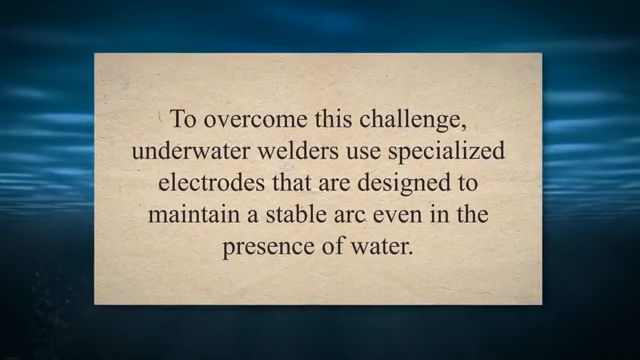 To overcome this challenge,
underwater welders use specialized
electrodes that are designed to
maintain a stable arc even in the
presence of water.